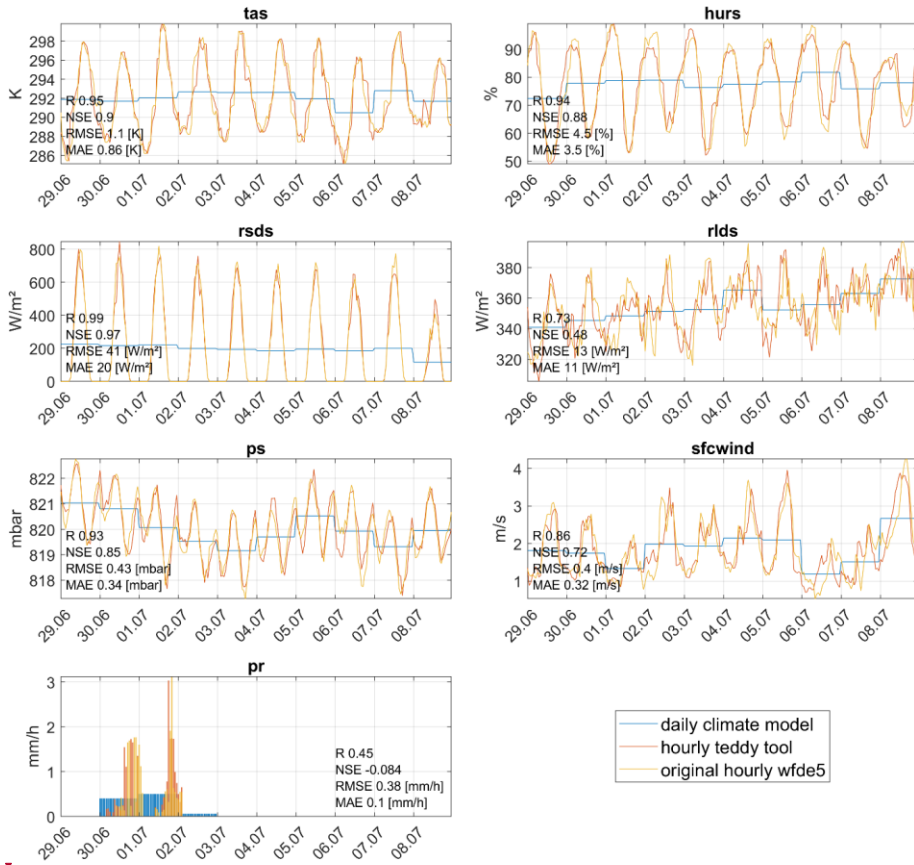 tas
298
296
294
292
290
288
286
K
R 0.95
NSE 0.9
RMSE 1.1 [K]
MAE 0.86 [K]
29.06
30.06
01.07
02.07
03.07
04.07
05.07
06.07
07.07
08.07
hurs
90
80
70
60
50
%
R 0.94
NSE 0.88
RMSE 4.5 [%]
MAE 3.5 [%]
29.06
30.06
01.07
02.07
03.07
04.07
05.07
06.07
07.07
08.07
rsds
800
600
400
200
0
W/m²
R 0.99
NSE 0.97
RMSE 41 [W/m²]
MAE 20 [W/m²]
29.06
30.06
01.07
02.07
03.07
04.07
05.07
06.07
07.07
08.07
rlds
380
360
340
320
W/m²
R 0.73
NSE 0.48
RMSE 13 [W/m²]
MAE 11 [W/m²]
29.06
30.06
01.07
02.07
03.07
04.07
05.07
06.07
07.07
08.07
ps
822
821
820
819
818
mbar
R 0.93
NSE 0.85
RMSE 0.43 [mbar]
MAE 0.34 [mbar]
29.06
30.06
01.07
02.07
03.07
04.07
05.07
06.07
07.07
08.07
sfcwind
4
3
2
1
m/s
R 0.86
NSE 0.72
RMSE 0.4 [m/s]
MAE 0.32 [m/s]
29.06
30.06
01.07
02.07
03.07
04.07
05.07
06.07
07.07
08.07
pr
3
2
1
0
mm/h
R 0.45
NSE -0.084
RMSE 0.38 [mm/h]
MAE 0.1 [mm/h]
29.06
30.06
01.07
02.07
03.07
04.07
05.07
06.07
07.07
08.07
daily climate model
hourly teddy tool
original hourly wfde5